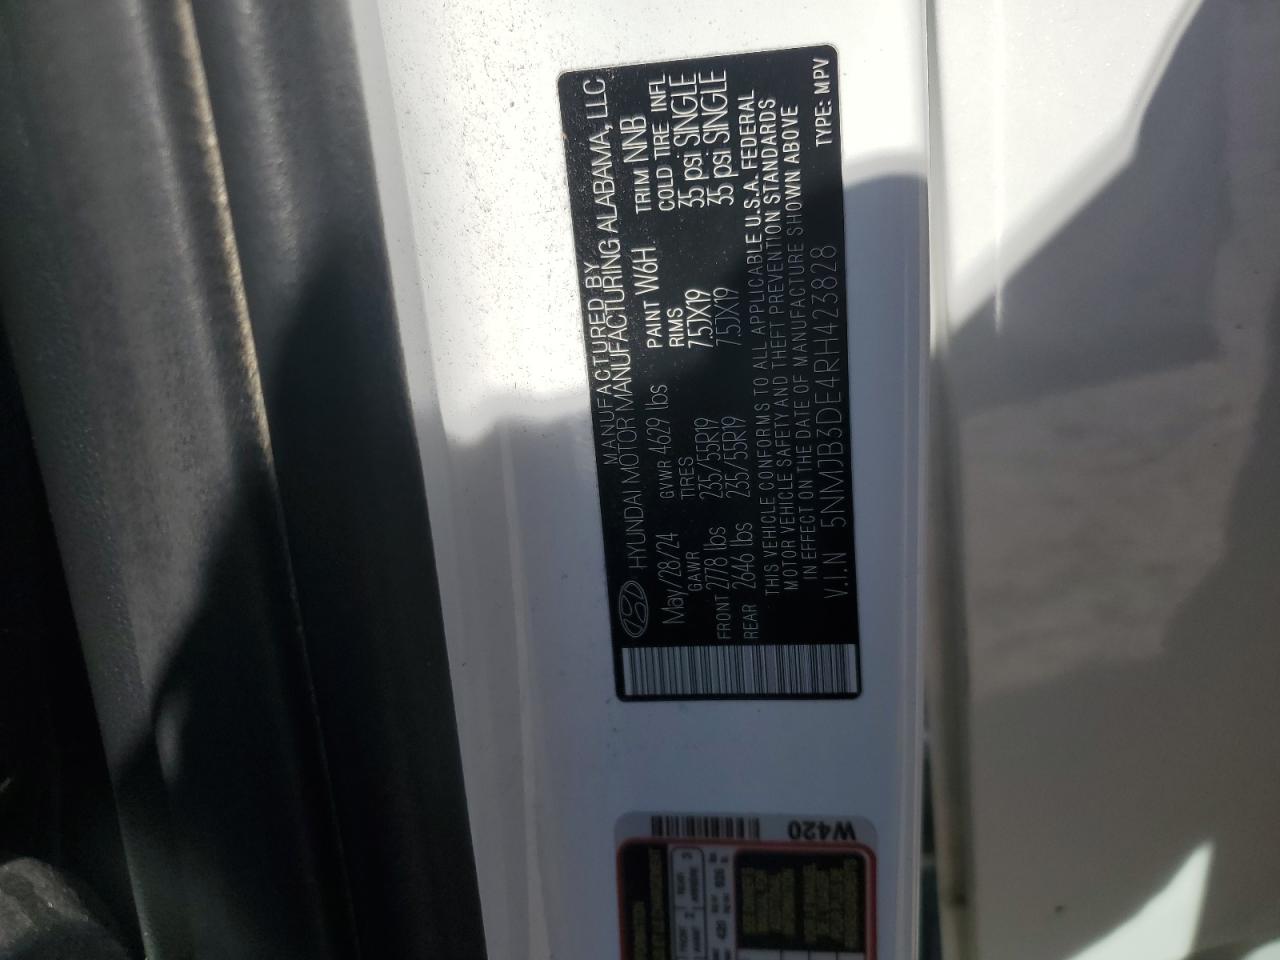 MANUFACTURED BY
HYUNDAI MOTOR MANUFACTURING ALABAMA, LLC
May/28/24 GVWR 4629 lbs PAINT W6H TRIM NNB
GAWR TIRES RIMS COLD TIRE INFL
FRONT 2778 lbs 235/55R19 7.5JX19 35 psi SINGLE
REAR 2646 lbs 235/55R19 7.5JX19 35 psi SINGLE
THIS VEHICLE CONFORMS TO ALL APPLICABLE U.S.A. FEDERAL
MOTOR VEHICLE SAFETY AND THEFT PREVENTION STANDARDS
IN EFFECT ON THE DATE OF MANUFACTURE SHOWN ABOVE
V.I.N 5NMJB3DE4RH423828 TYPE: MPV
W420